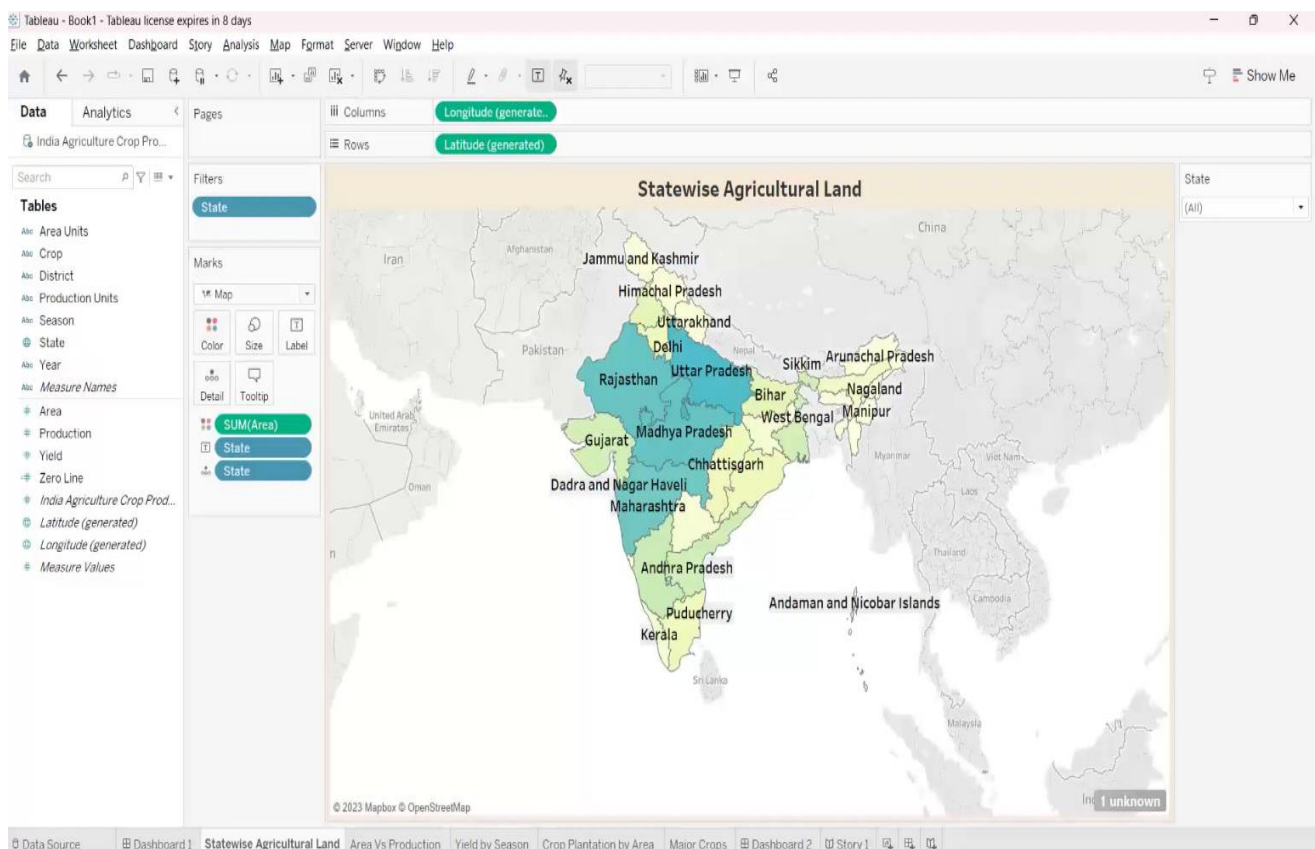 Tableau - Book1 - Tableau license expires in 8 days
File Data Worksheet Dashboard Story Analysis Map Format Server Window Help
Show Me
Data Analytics
Pages
Columns
Longitude (generate..
India Agriculture Crop Pro...
Rows
Latitude (generated)
Search
Filters
State
Statewise Agricultural Land
State
(All)
Tables
Abc Area Units
Abc Crop
Abc District
Abc Production Units
Abc Season
State
Abc Year
Abc Measure Names
# Area
# Production
# Yield
Zero Line
# India Agriculture Crop Prod...
Latitude (generated)
Longitude (generated)
# Measure Values
Marks
Map
Color Size Label
Detail Tooltip
SUM(Area)
State
State
Iran
Afghanistan
China
Jammu and Kashmir
Himachal Pradesh
Uttarakhand
Pakistan
Delhi
Nepal
Sikkim
Arunachal Pradesh
Rajasthan
Uttar Pradesh
Bihar
Nagaland
United Arab
Emirates
West Bengal
Manipur
Gujarat
Madhya Pradesh
Myanmar
Viet Nam
Chhattisgarh
Laos
Oman
Dadra and Nagar Haveli
Maharashtra
Thailand
Andhra Pradesh
Cambodia
Andaman and Nicobar Islands
Puducherry
Kerala
Sri Lanka
Malaysia
1 unknown
© 2023 Mapbox © OpenStreetMap
Data Source Dashboard 1 Statewise Agricultural Land Area Vs Production Yield by Season Crop Plantation by Area Major Crops Dashboard 2 Story 1